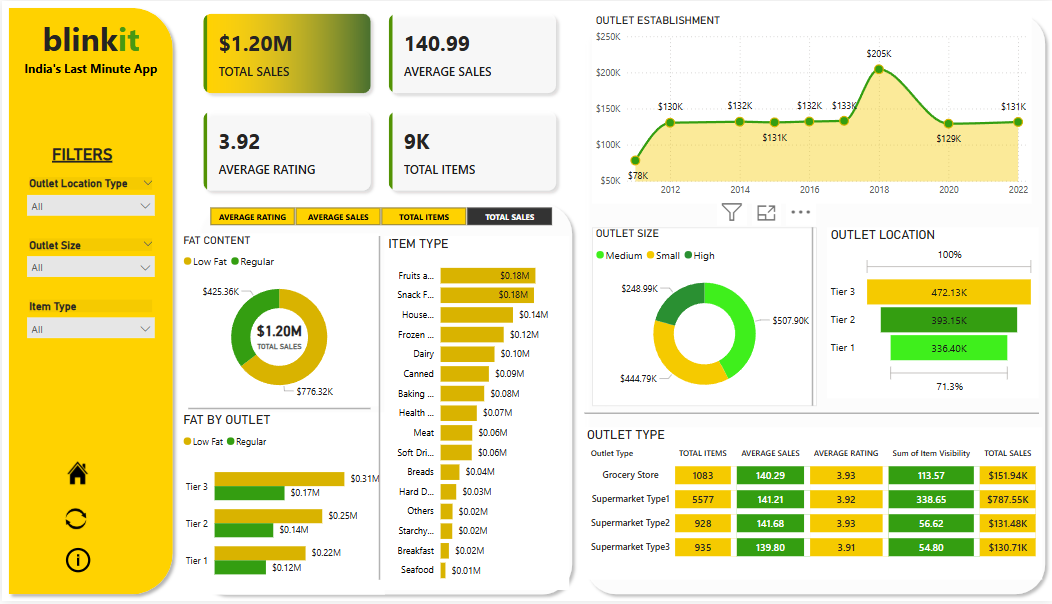 blinkit
India's Last Minute App
FILTERS
Outlet Location Type
All
Outlet Size
All
Item Type
All
$1.20M
TOTAL SALES
140.99
AVERAGE SALES
3.92
AVERAGE RATING
9K
TOTAL ITEMS
AVERAGE RATING AVERAGE SALES TOTAL ITEMS TOTAL SALES
FAT CONTENT
Low Fat Regular
$425.36K
$1.20M
TOTAL SALES
$776.32K
FAT BY OUTLET
Low Fat Regular
Tier 3 $0.31M
$0.17M
Tier 2 $0.25M
$0.14M
Tier 1 $0.22M
$0.12M
ITEM TYPE
Fruits a... $0.18M
Snack F... $0.18M
House... $0.14M
Frozen ... $0.12M
Dairy $0.10M
Canned $0.09M
Baking ... $0.08M
Health ... $0.07M
Meat $0.06M
Soft Dri... $0.06M
Breads $0.04M
Hard D... $0.03M
Others $0.02M
Starchy... $0.02M
Breakfast $0.02M
Seafood $0.01M
OUTLET ESTABLISHMENT
$250K
$200K
$150K
$100K
$50K
$78K
$130K
$132K
$131K
$132K
$133K
$205K
$129K
$131K
2012 2014 2016 2018 2020 2022
OUTLET SIZE
Medium Small High
$248.99K
$507.90K
$444.79K
OUTLET LOCATION
100%
Tier 3 472.13K
Tier 2 393.15K
Tier 1 336.40K
71.3%
OUTLET TYPE
Outlet Type TOTAL ITEMS AVERAGE SALES AVERAGE RATING Sum of Item Visibility TOTAL SALES
Grocery Store 1083 140.29 3.93 113.57 $151.94K
Supermarket Type1 5577 141.21 3.92 338.65 $787.55K
Supermarket Type2 928 141.68 3.93 56.62 $131.48K
Supermarket Type3 935 139.80 3.91 54.80 $130.71K